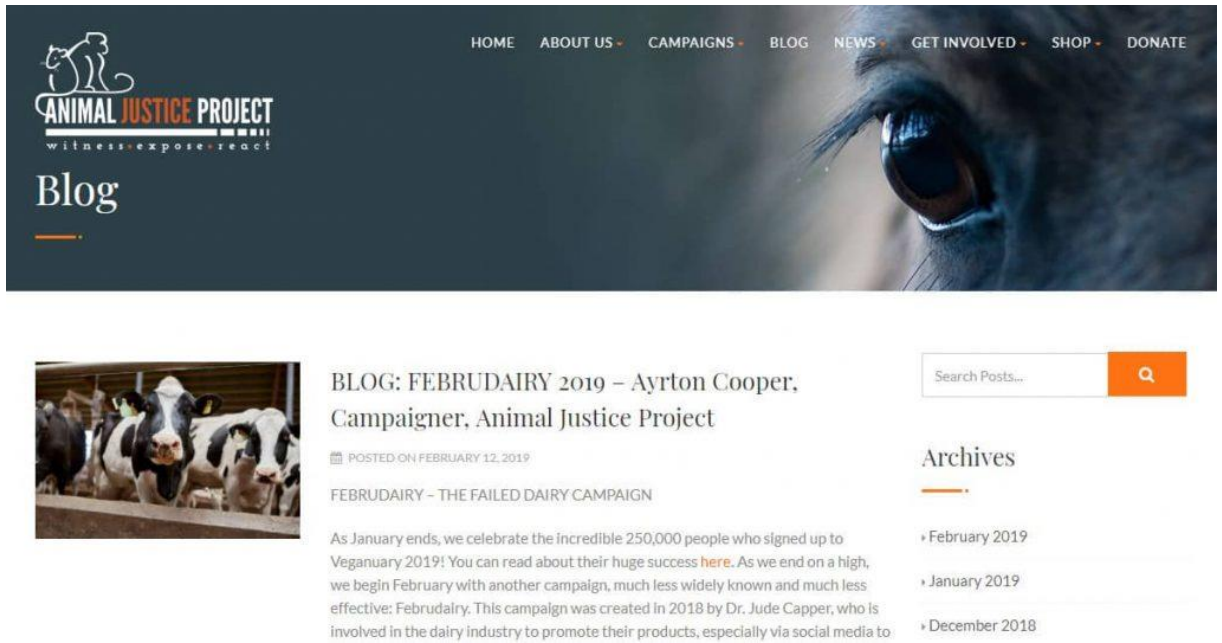 HOME ABOUT US CAMPAIGNS BLOG NEWS GET INVOLVED SHOP DONATE
ANIMAL JUSTICE PROJECT
witness expose react
Blog
BLOG: FEBRUDAIRY 2019 – Ayrton Cooper,
Campaigner, Animal Justice Project
POSTED ON FEBRUARY 12, 2019
FEBRUDAIRY – THE FAILED DAIRY CAMPAIGN
As January ends, we celebrate the incredible 250,000 people who signed up to
Veganuary 2019! You can read about their huge success here. As we end on a high,
we begin February with another campaign, much less widely known and much less
effective: Februdairy. This campaign was created in 2018 by Dr. Jude Capper, who is
involved in the dairy industry to promote their products, especially via social media to
Search Posts...
Archives
February 2019
January 2019
December 2018